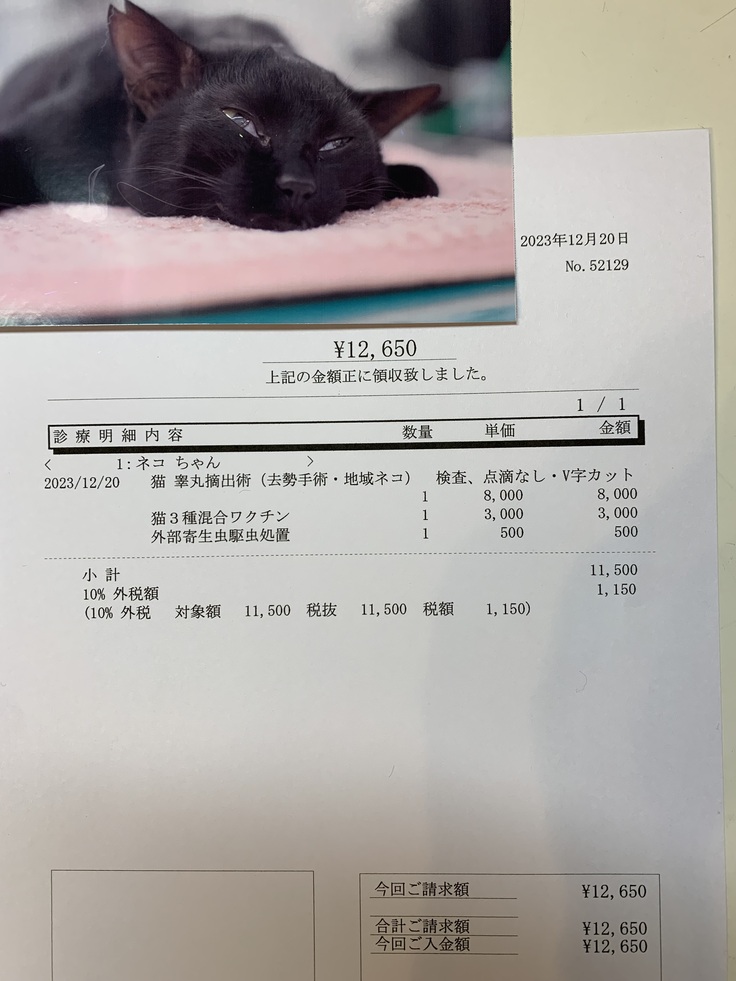 2023年12月20日
No.52129
¥12,650
上記の金額正に領収致しました。
1 / 1
診 療 明 細 内 容 数量 単価 金額
< 1:ネコ ちゃん >
2023/12/20 猫 睾丸摘出術（去勢手術・地域ネコ） 検査、点滴なし・V字カット
1 8,000 8,000
猫３種混合ワクチン 1 3,000 3,000
外部寄生虫駆虫処置 1 500 500
小 計 11,500
10% 外税額 1,150
(10% 外税 対象額 11,500 税抜 11,500 税額 1,150)
今回ご請求額 ¥12,650
合計ご請求額 ¥12,650
今回ご入金額 ¥12,650